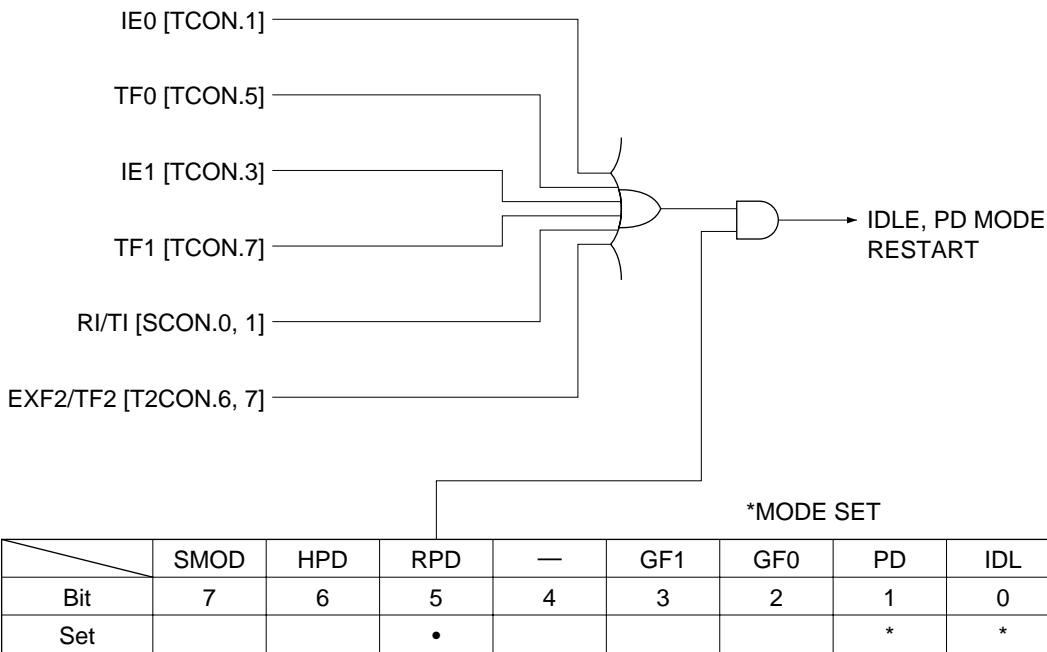 IE0 [TCON.1]
TF0 [TCON.5]
IE1 [TCON.3]
TF1 [TCON.7]
RI/TI [SCON.0, 1]
EXF2/TF2 [T2CON.6, 7]
IDLE, PD MODE
RESTART
*MODE SET
SMOD HPD RPD — GF1 GF0 PD IDL
Bit 7 6 5 4 3 2 1 0
Set • * *